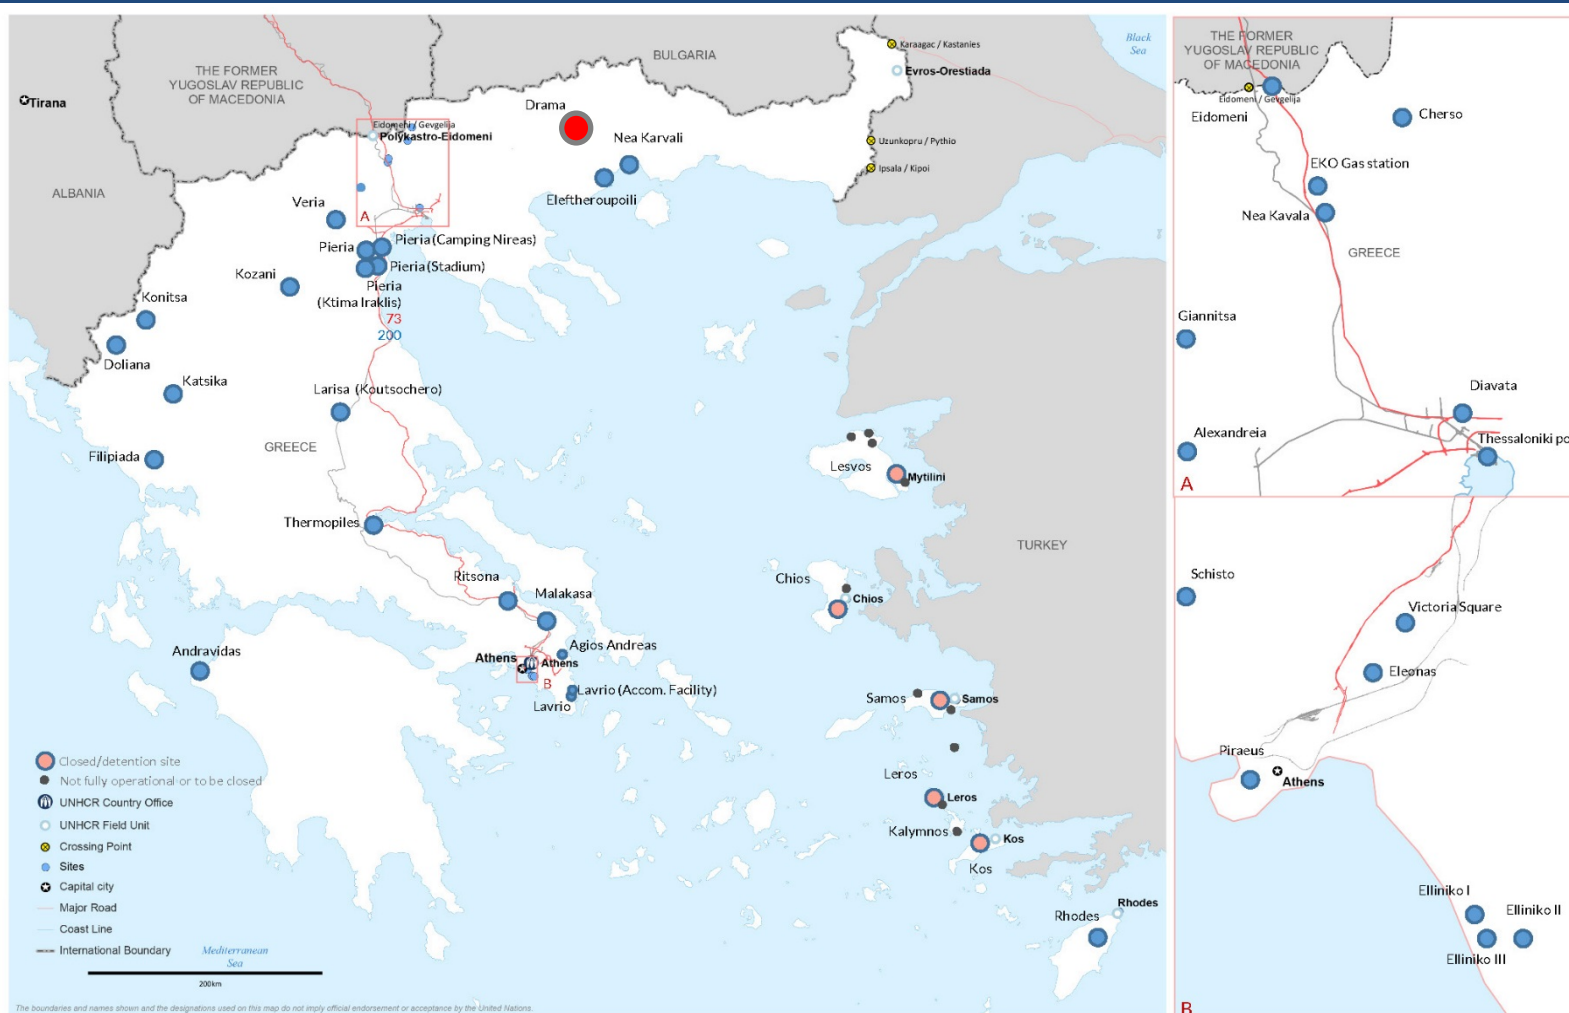 BULGARIA
Black
Sea
THE FORMER
YUGOSLAV REPUBLIC
OF MACEDONIA
Tirana
ALBANIA
Karaagac / Kastanies
Evros-Orestiada
Uzunkopru / Pythio
Ipsala / Kipoi
Drama
Nea Karvali
Eleftheroupoili
Eidomeni / Gevgelija
Polykastro-Eidomeni
A
Veria
Pieria
Pieria (Camping Nireas)
Pieria (Stadium)
Pieria
(Ktima Iraklis)
73
200
Kozani
Konitsa
Doliana
Katsika
Larisa (Koutsochero)
GREECE
Filipiada
Thermopiles
Ritsona
Malakasa
Agios Andreas
Athens
Athens
B
Lavrio (Accom. Facility)
Lavrio
Andravidas
Lesvos
Mytilini
TURKEY
Chios
Chios
Samos
Samos
Leros
Leros
Kalymnos
Kos
Kos
Rhodes
Rhodes
Closed/detention site
Not fully operational or to be closed
UNHCR Country Office
UNHCR Field Unit
Crossing Point
Sites
Capital city
Major Road
Coast Line
International Boundary
Mediterranean
Sea
200km
The boundaries and names shown and the designations used on this map do not imply official endorsement or acceptance by the United Nations.
THE FORMER
YUGOSLAV REPUBLIC
OF MACEDONIA
Eidomeni / Gevgelija
Eidomeni
Cherso
EKO Gas station
Nea Kavala
GREECE
Giannitsa
Diavata
Alexandreia
Thessaloniki po
A
Schisto
Victoria Square
Eleonas
Piraeus
Athens
Elliniko I
Elliniko II
Elliniko III
B